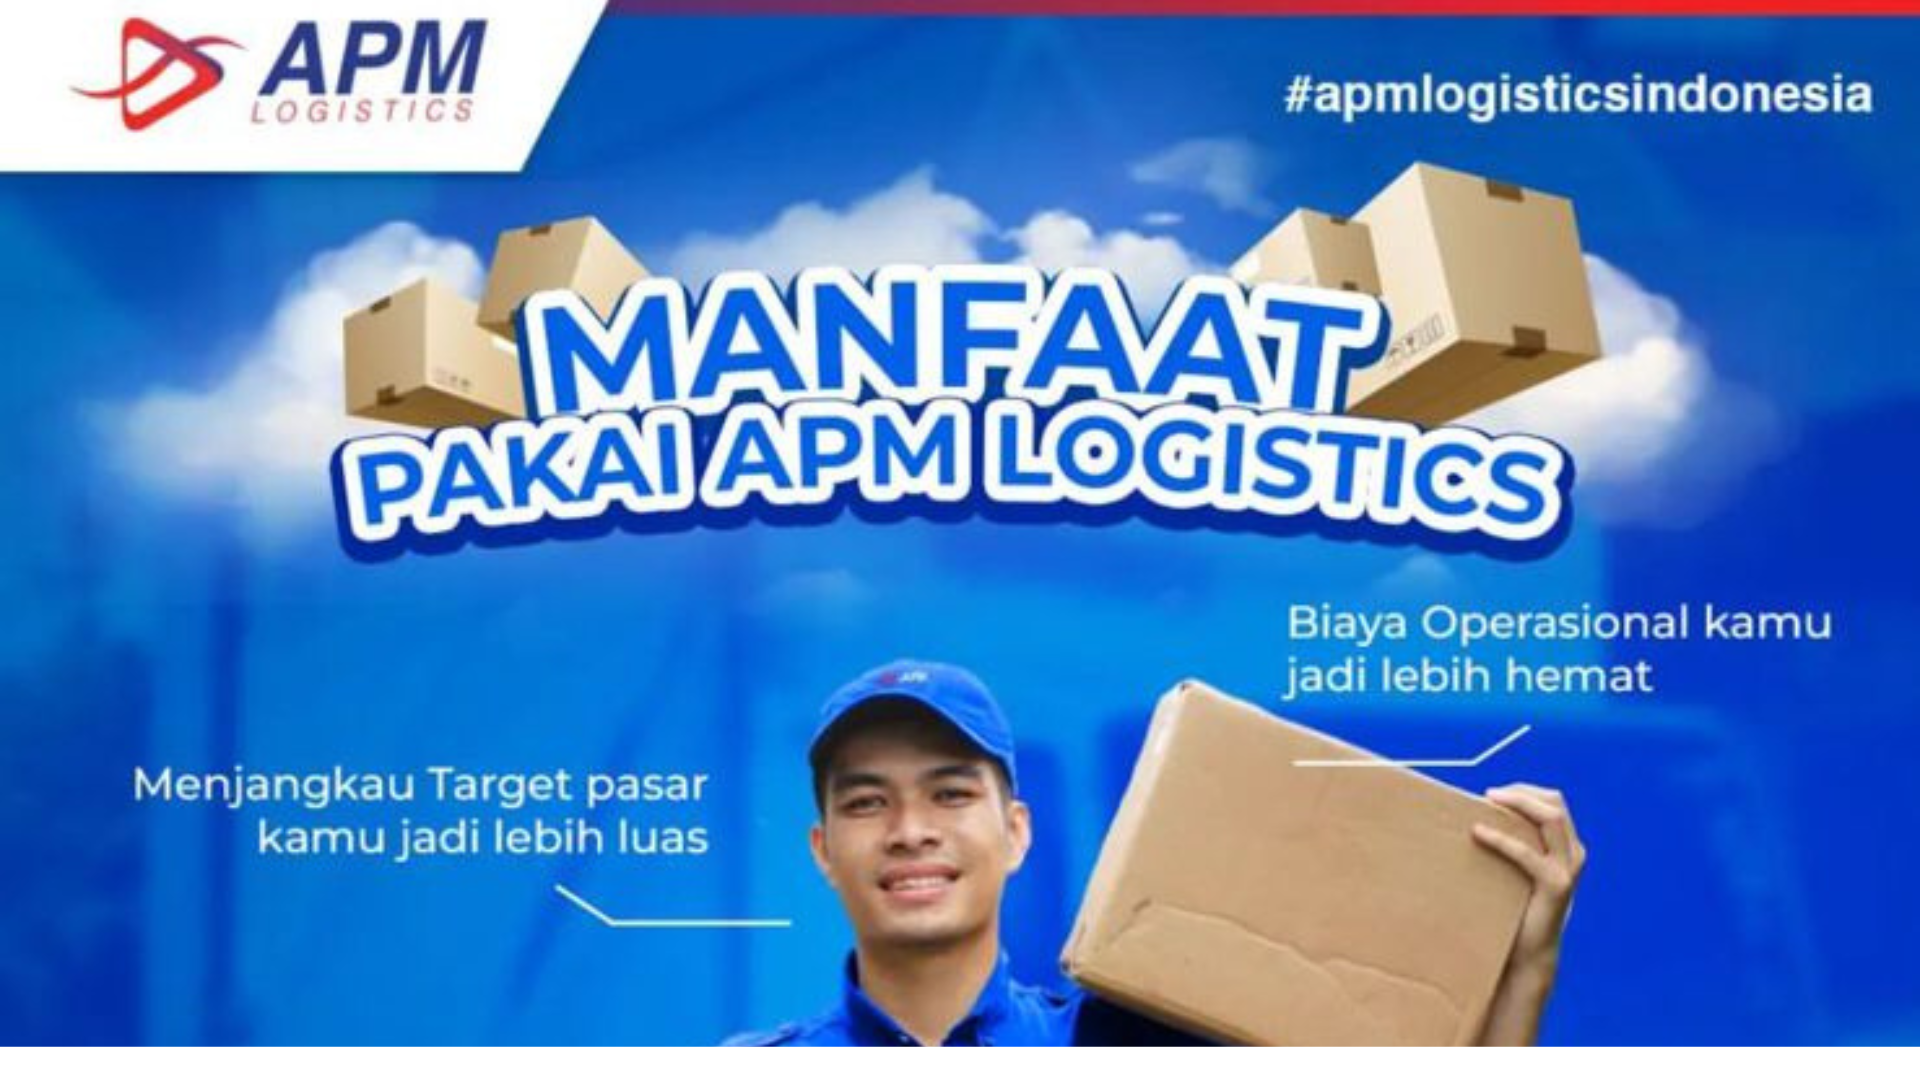 APM
LOGISTICS
#apmlogisticsindonesia
MANFAAT
PAKAI APM LOGISTICS
Biaya Operasional kamu
jadi lebih hemat
Menjangkau Target pasar
kamu jadi lebih luas